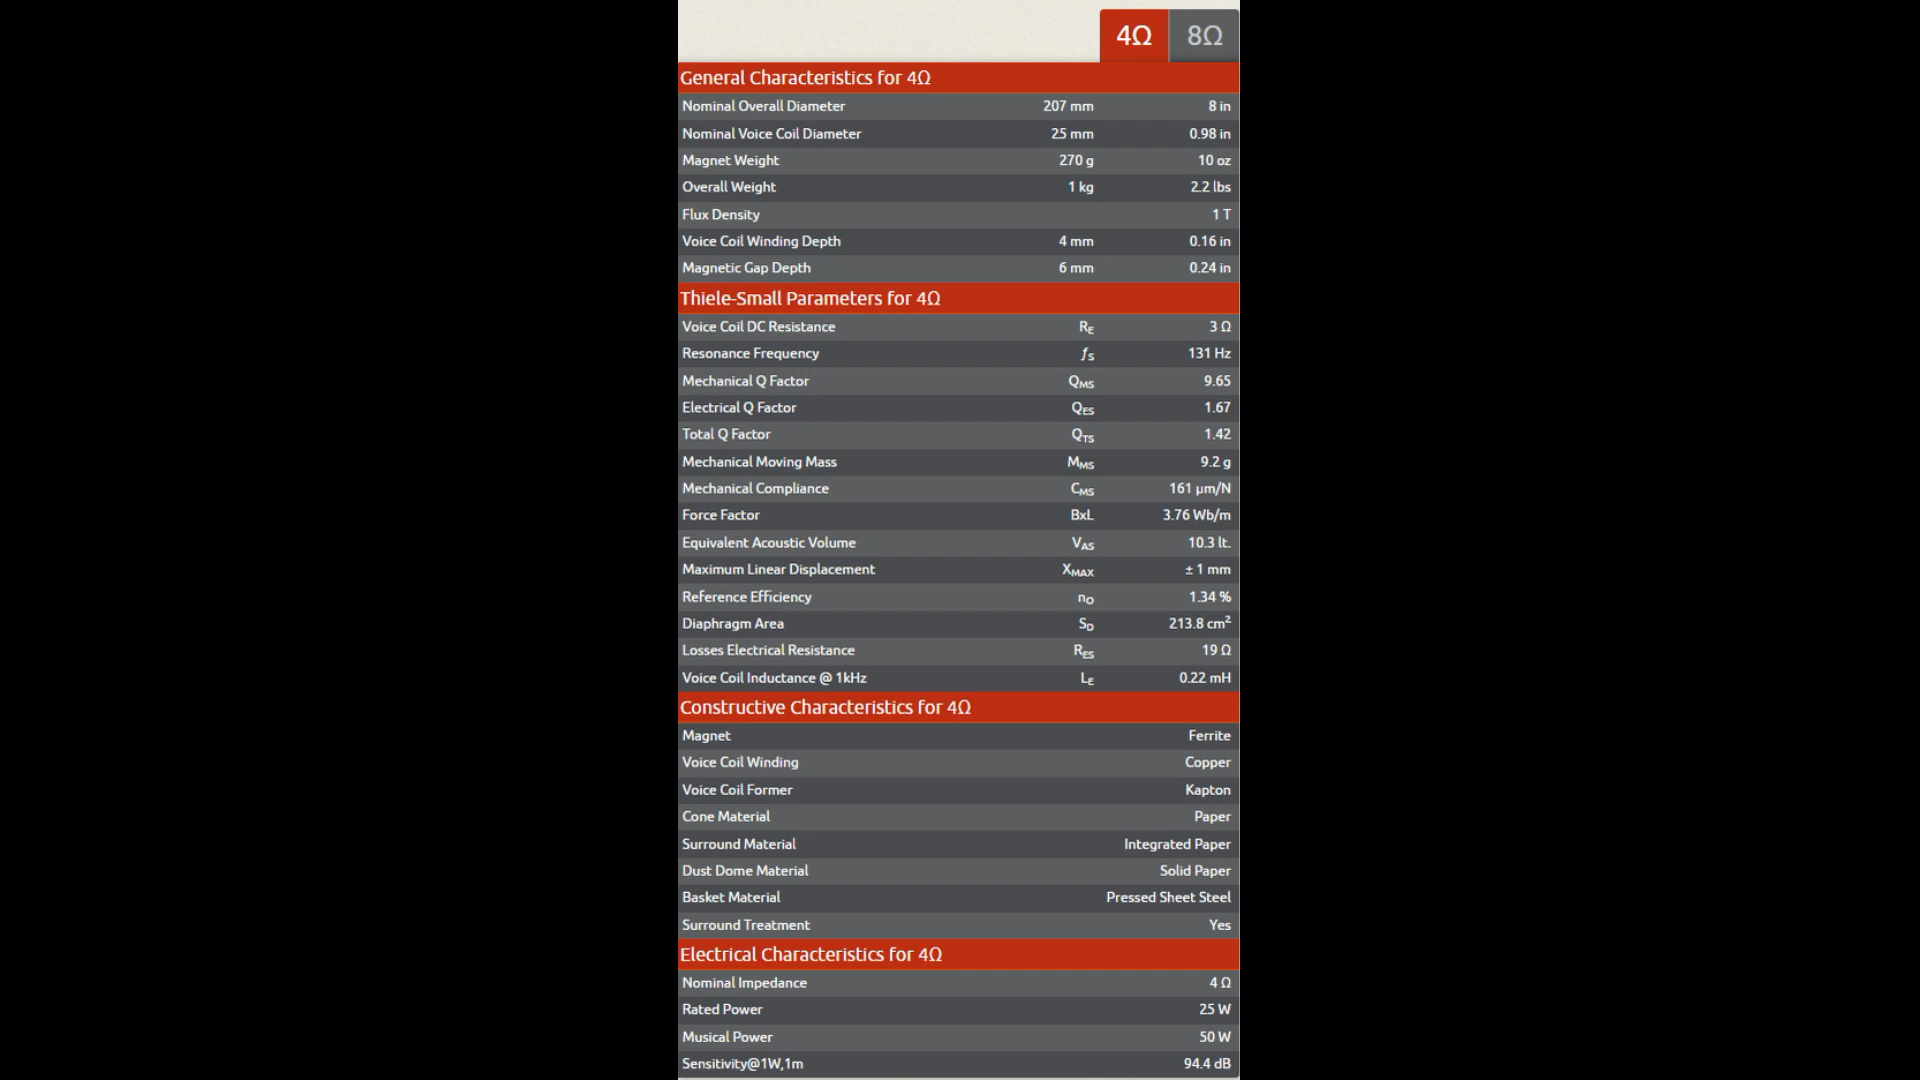 4Ω 8Ω
General Characteristics for 4Ω
Nominal Overall Diameter 207 mm 8 in
Nominal Voice Coil Diameter 25 mm 0.98 in
Magnet Weight 270 g 10 oz
Overall Weight 1 kg 2.2 lbs
Flux Density 1 T
Voice Coil Winding Depth 4 mm 0.16 in
Magnetic Gap Depth 6 mm 0.24 in
Thiele-Small Parameters for 4Ω
Voice Coil DC Resistance RE 3 Ω
Resonance Frequency ƒs 131 Hz
Mechanical Q Factor QMS 9.65
Electrical Q Factor QES 1.67
Total Q Factor QTS 1.42
Mechanical Moving Mass MMS 9.2 g
Mechanical Compliance CMS 161 µm/N
Force Factor BxL 3.76 Wb/m
Equivalent Acoustic Volume VAS 10.3 lt.
Maximum Linear Displacement XMAX ± 1 mm
Reference Efficiency nO 1.34 %
Diaphragm Area SD 213.8 cm²
Losses Electrical Resistance RES 19 Ω
Voice Coil Inductance @ 1kHz LE 0.22 mH
Constructive Characteristics for 4Ω
Magnet Ferrite
Voice Coil Winding Copper
Voice Coil Former Kapton
Cone Material Paper
Surround Material Integrated Paper
Dust Dome Material Solid Paper
Basket Material Pressed Sheet Steel
Surround Treatment Yes
Electrical Characteristics for 4Ω
Nominal Impedance 4 Ω
Rated Power 25 W
Musical Power 50 W
Sensitivity@1W,1m 94.4 dB